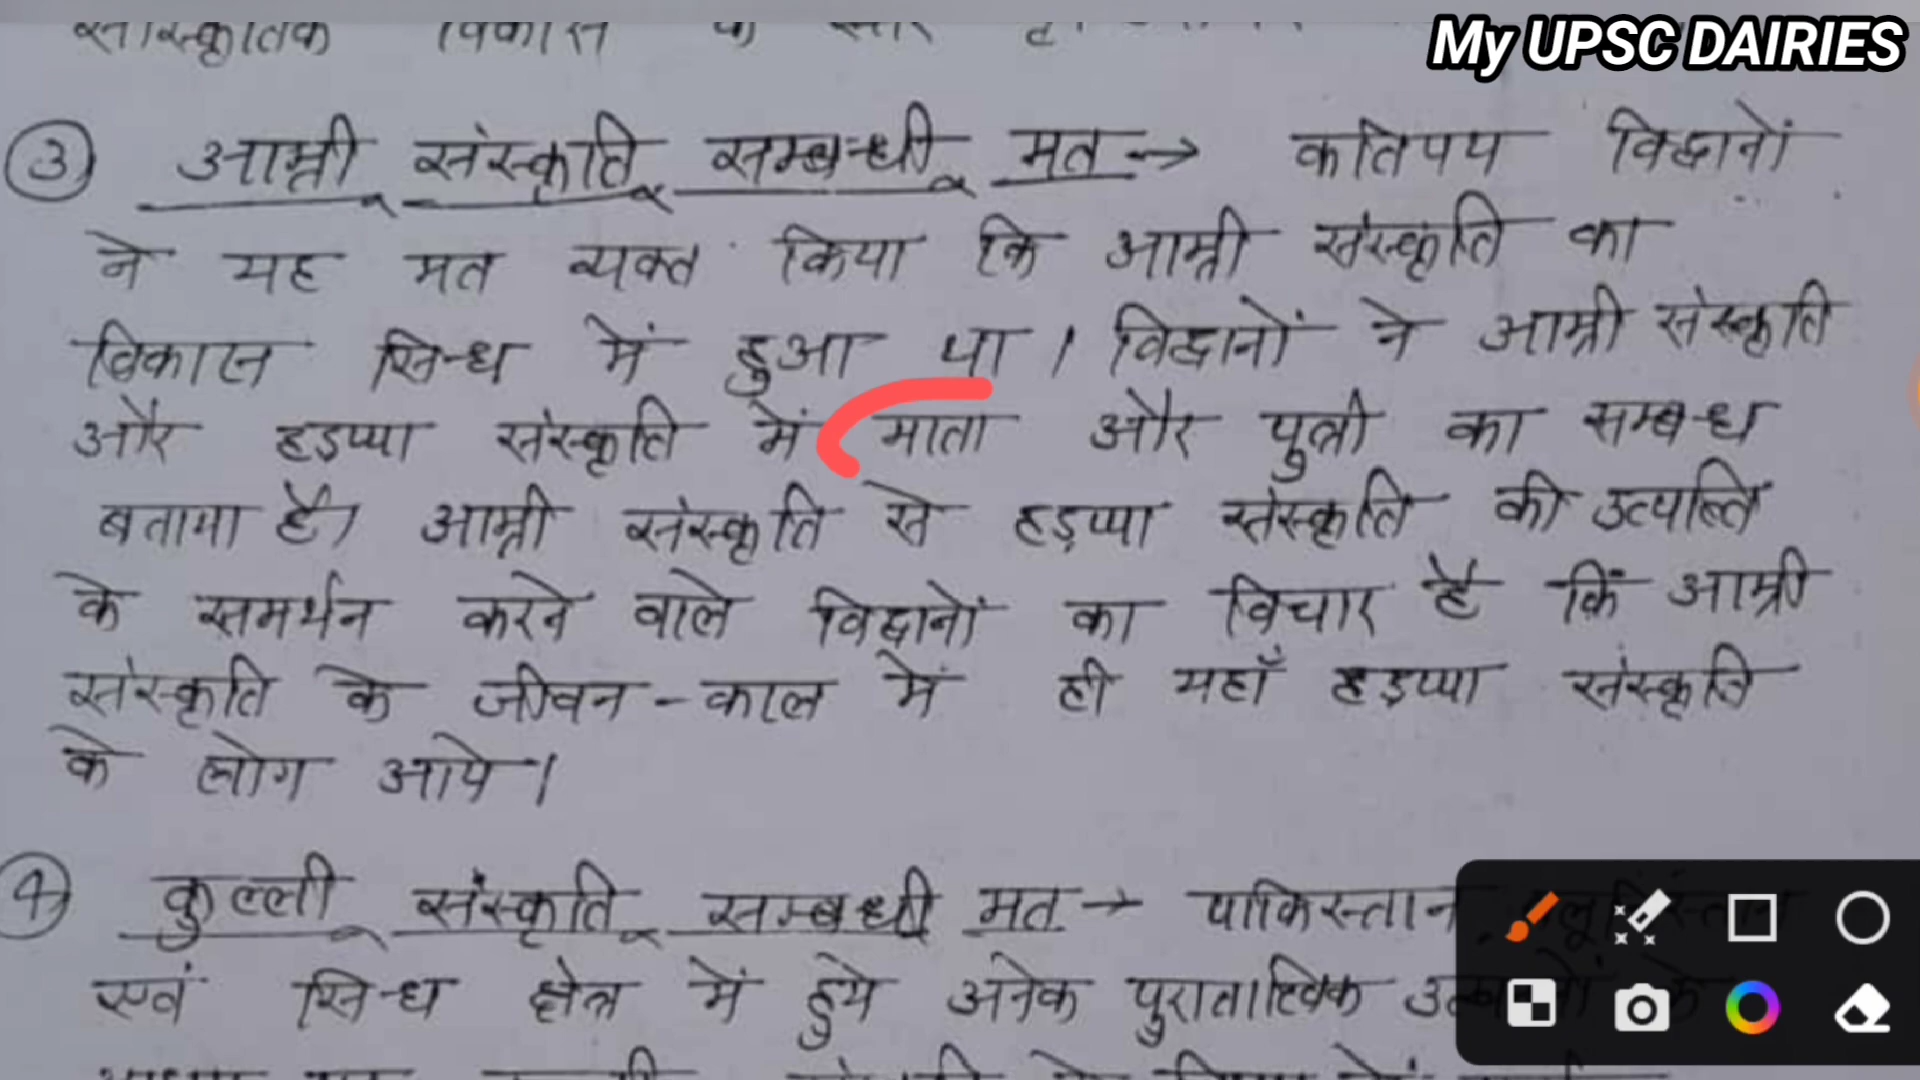 My UPSC DAIRIES
सांस्कृतिक विकास के स्तर
③ आम्री संस्कृति सम्बन्धी मत → कतिपय विद्वानों
ने यह मत व्यक्त किया कि आम्री संस्कृति का
विकास सिन्ध में हुआ था । विद्वानों ने आम्री संस्कृति
और हड़प्पा संस्कृति में माता और पुत्री का सम्बन्ध
बताया है। आम्री संस्कृति से हड़प्पा संस्कृति की उत्पत्ति
के समर्थन करने वाले विद्वानों का विचार है कि आम्री
संस्कृति के जीवन-काल में ही यहाँ हड़प्पा संस्कृति
के लोग आये ।
④ कुल्ली संस्कृति सम्बन्धी मत → पाकिस्तान,
एवं सिन्ध क्षेत्र में हुये अनेक पुरातात्विक